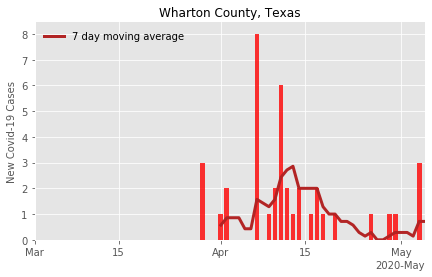 Wharton County, Texas
7 day moving average
New Covid-19 Cases
8
7
6
5
4
3
2
1
0
Mar 15 Apr 15 May
2020-May